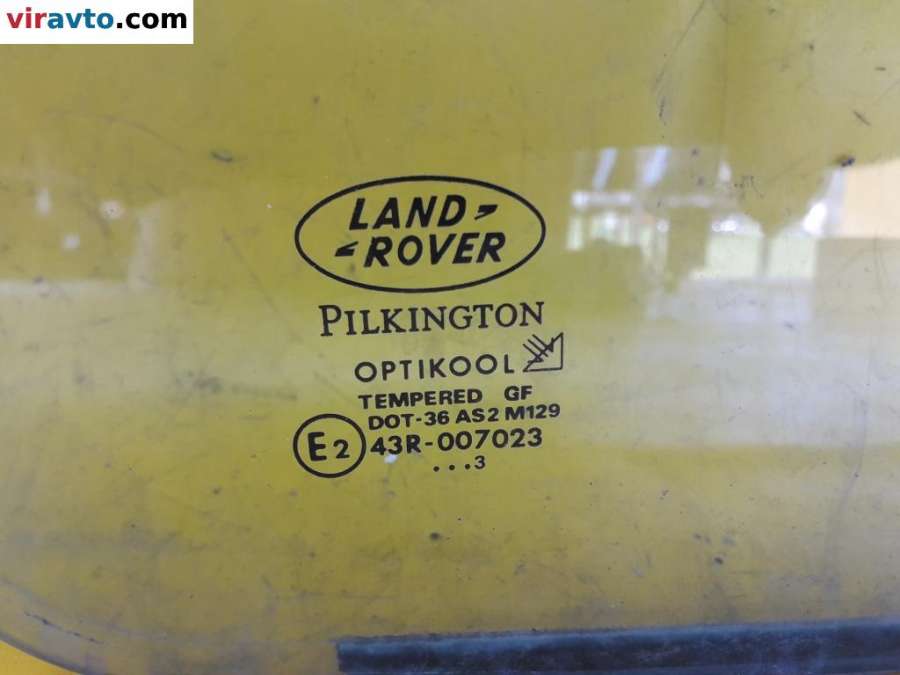 viravto.com
LAND
ROVER
PILKINGTON
OPTIKOOL
TEMPERED GF
DOT-36 AS2 M129
E2 43R-007023
...3